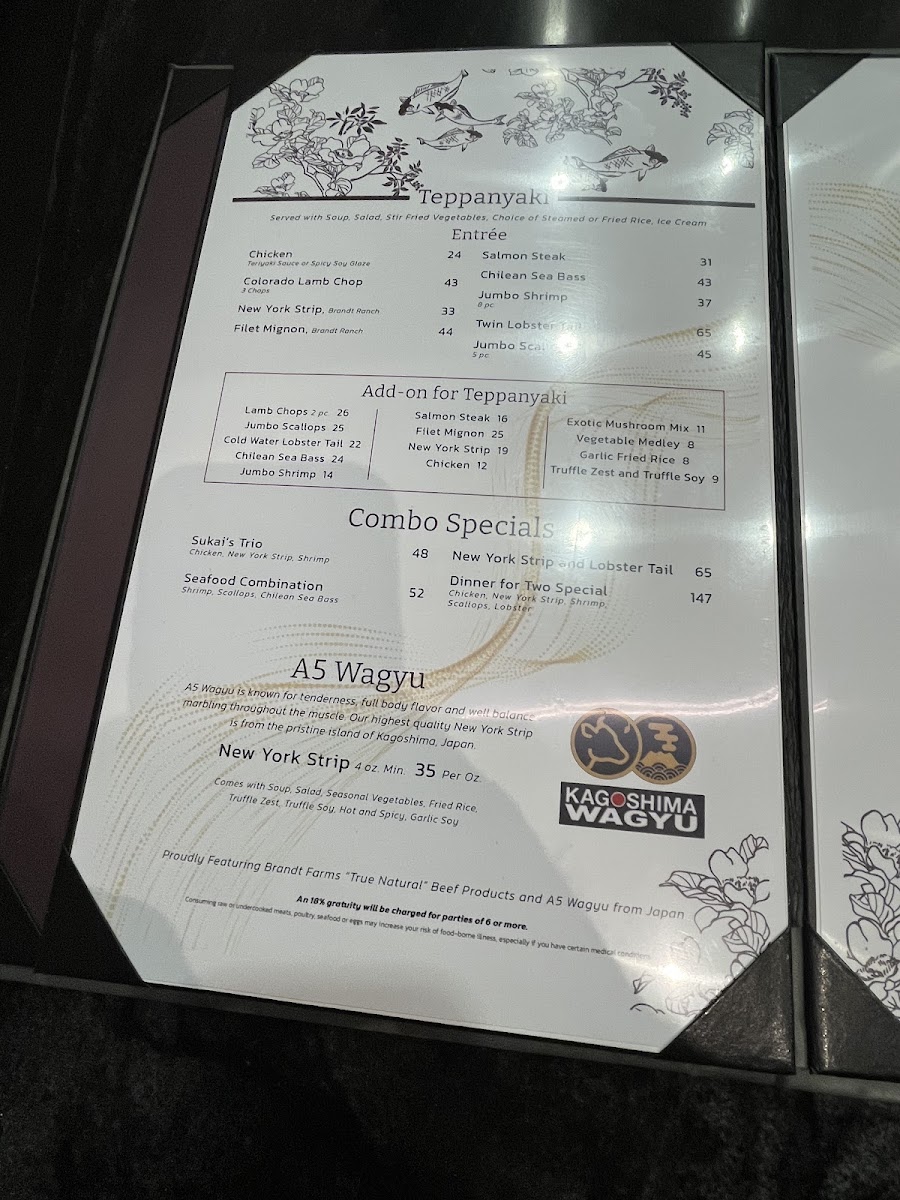 Teppanyaki
Served with Soup, Salad, Stir Fried Vegetables, Choice of Steamed or Fried Rice, Ice Cream
Entrée
Chicken 24
Teriyaki Sauce or Spicy Soy Glaze
Colorado Lamb Chop 43
3 Chops
New York Strip, Brandt Ranch 33
Filet Mignon, Brandt Ranch 44
Salmon Steak 31
Chilean Sea Bass 43
Jumbo Shrimp 37
8 pc
Twin Lobster Tail 65
Jumbo 45
5 pc
Add-on for Teppanyaki
Lamb Chops 2 pc 26
Jumbo Scallops 25
Cold Water Lobster Tail 22
Chilean Sea Bass 24
Jumbo Shrimp 14
Salmon Steak 16
Filet Mignon 25
New York Strip 19
Chicken 12
Exotic Mushroom Mix 11
Vegetable Medley 8
Garlic Fried Rice 8
Truffle Zest and Truffle Soy 9
Combo Specials
Sukai's Trio 48
Chicken, New York Strip, Shrimp
Seafood Combination 52
Shrimp, Scallops, Chilean Sea Bass
New York Strip and Lobster Tail 65
Dinner for Two Special 147
Chicken, New York Strip, Shrimp,
Scallops, Lobster
A5 Wagyu
A5 Wagyu is known for tenderness, full body flavor and well balance
marbling throughout the muscle. Our highest quality New York Strip
is from the pristine island of Kagoshima, Japan.
New York Strip 4 oz. Min. 35 Per Oz.
Comes with Soup, Salad, Seasonal Vegetables, Fried Rice,
Truffle Zest, Truffle Soy, Hot and Spicy, Garlic Soy
KAGOSHIMA
WAGYU
Proudly Featuring Brandt Farms "True Natural" Beef Products and A5 Wagyu from Japan
An 18% gratuity will be charged for parties of 6 or more.
Consuming raw or undercooked meats, poultry, seafood or eggs may increase your risk of food-borne illness, especially if you have certain medical conditions.